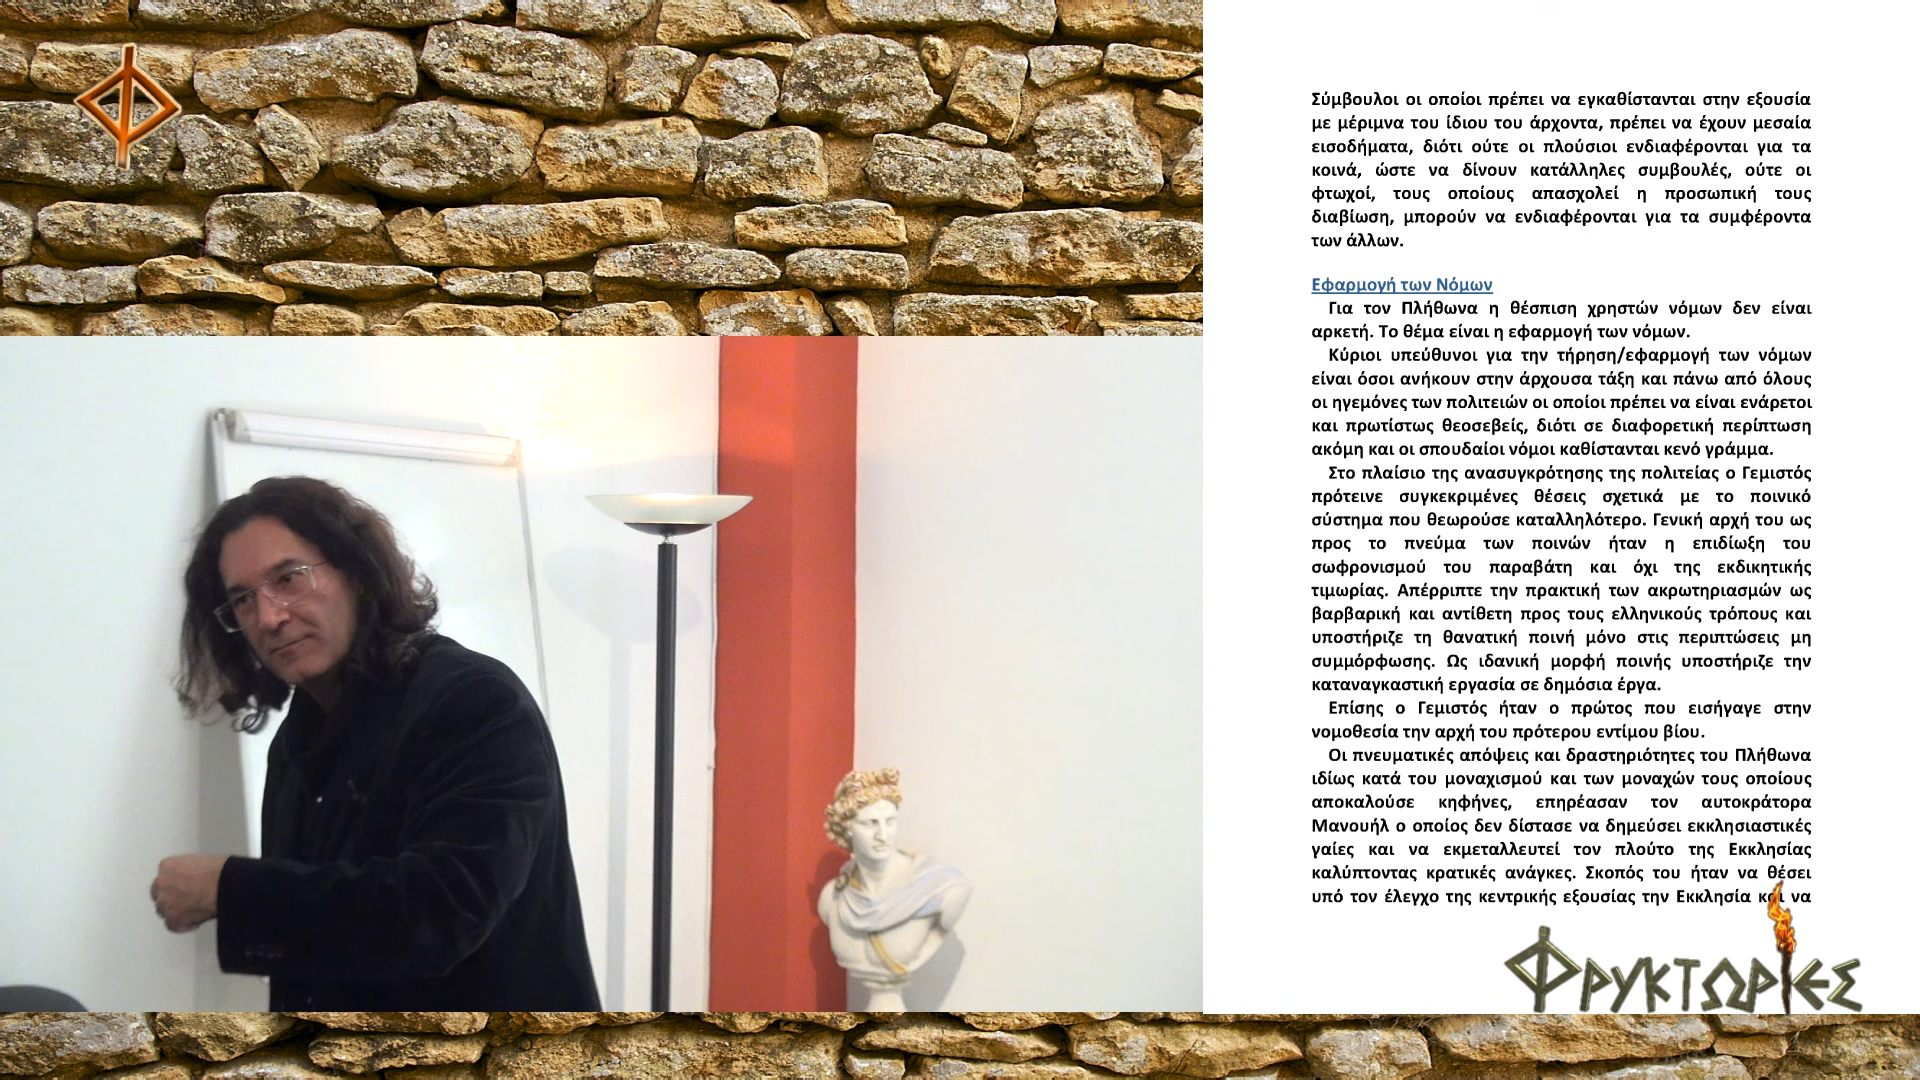 Σύμβουλοι οι οποίοι πρέπει να εγκαθίστανται στην εξουσία
με μέριμνα του ίδιου του άρχοντα, πρέπει να έχουν μεσαία
εισοδήματα, διότι ούτε οι πλούσιοι ενδιαφέρονται για τα
κοινά, ώστε να δίνουν κατάλληλες συμβουλές, ούτε οι
φτωχοί, τους οποίους απασχολεί η προσωπική τους
διαβίωση, μπορούν να ενδιαφέρονται για τα συμφέροντα
των άλλων.
Εφαρμογή των Νόμων
Για τον Πλήθωνα η θέσπιση χρηστών νόμων δεν είναι
αρκετή. Το θέμα είναι η εφαρμογή των νόμων.
Κύριοι υπεύθυνοι για την τήρηση/εφαρμογή των νόμων
είναι όσοι ανήκουν στην άρχουσα τάξη και πάνω από όλους
οι ηγεμόνες των πολιτειών οι οποίοι πρέπει να είναι ενάρετοι
και πρωτίστως θεοσεβείς, διότι σε διαφορετική περίπτωση
ακόμη και οι σπουδαίοι νόμοι καθίστανται κενό γράμμα.
Στο πλαίσιο της ανασυγκρότησης της πολιτείας ο Γεμιστός
πρότεινε συγκεκριμένες θέσεις σχετικά με το ποινικό
σύστημα που θεωρούσε καταλληλότερο. Γενική αρχή του ως
προς το πνεύμα των ποινών ήταν η επιδίωξη του
σωφρονισμού του παραβάτη και όχι της εκδικητικής
τιμωρίας. Απέρριπτε την πρακτική των ακρωτηριασμών ως
βαρβαρική και αντίθετη προς τους ελληνικούς τρόπους και
υποστήριζε τη θανατική ποινή μόνο στις περιπτώσεις μη
συμμόρφωσης. Ως ιδανική μορφή ποινής υποστήριζε την
καταναγκαστική εργασία σε δημόσια έργα.
Επίσης ο Γεμιστός ήταν ο πρώτος που εισήγαγε στην
νομοθεσία την αρχή του πρότερου εντίμου βίου.
Οι πνευματικές απόψεις και δραστηριότητες του Πλήθωνα
ιδίως κατά του μοναχισμού και των μοναχών τους οποίους
αποκαλούσε κηφήνες, επηρέασαν τον αυτοκράτορα
Μανουήλ ο οποίος δεν δίστασε να δημεύσει εκκλησιαστικές
γαίες και να εκμεταλλευτεί τον πλούτο της Εκκλησίας
καλύπτοντας κρατικές ανάγκες. Σκοπός του ήταν να θέσει
υπό τον έλεγχο της κεντρικής εξουσίας την Εκκλησία και να
ΦΡΥΚΤΩΡΙΕΣ